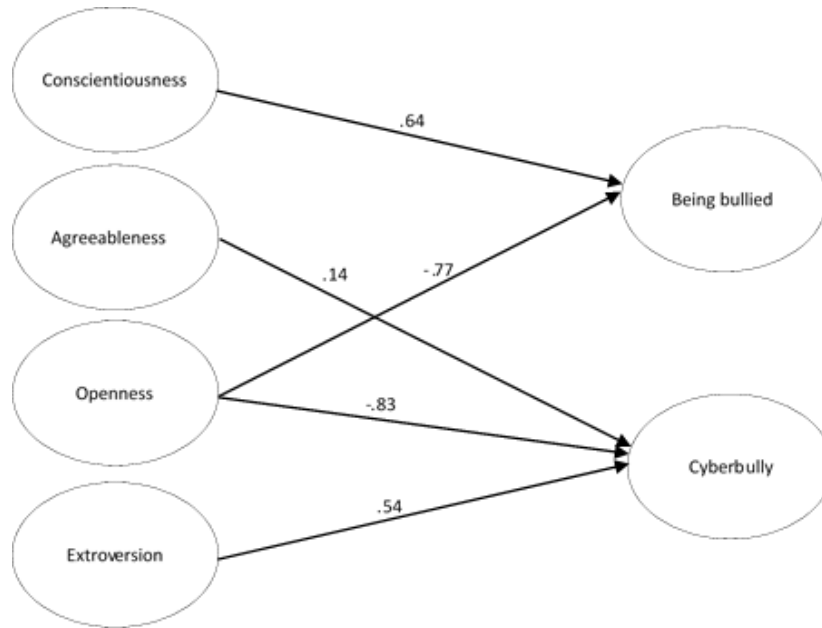 Conscientiousness
.64
Being bullied
Agreeableness
.14
-.77
Openness
-.83
Cyberbully
.54
Extroversion